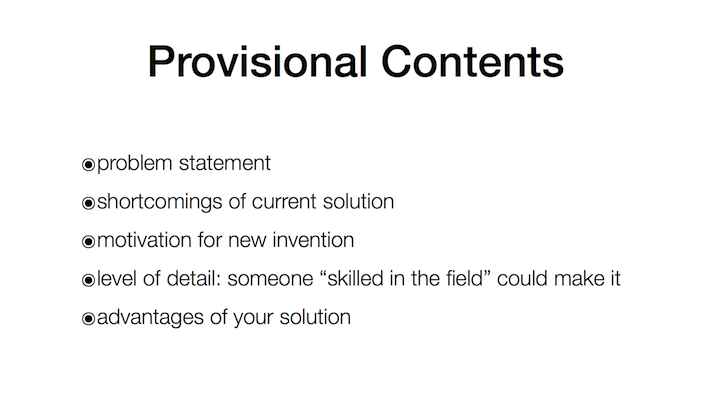 Provisional Contents
◉problem statement
◉shortcomings of current solution
◉motivation for new invention
◉level of detail: someone “skilled in the field” could make it
◉advantages of your solution